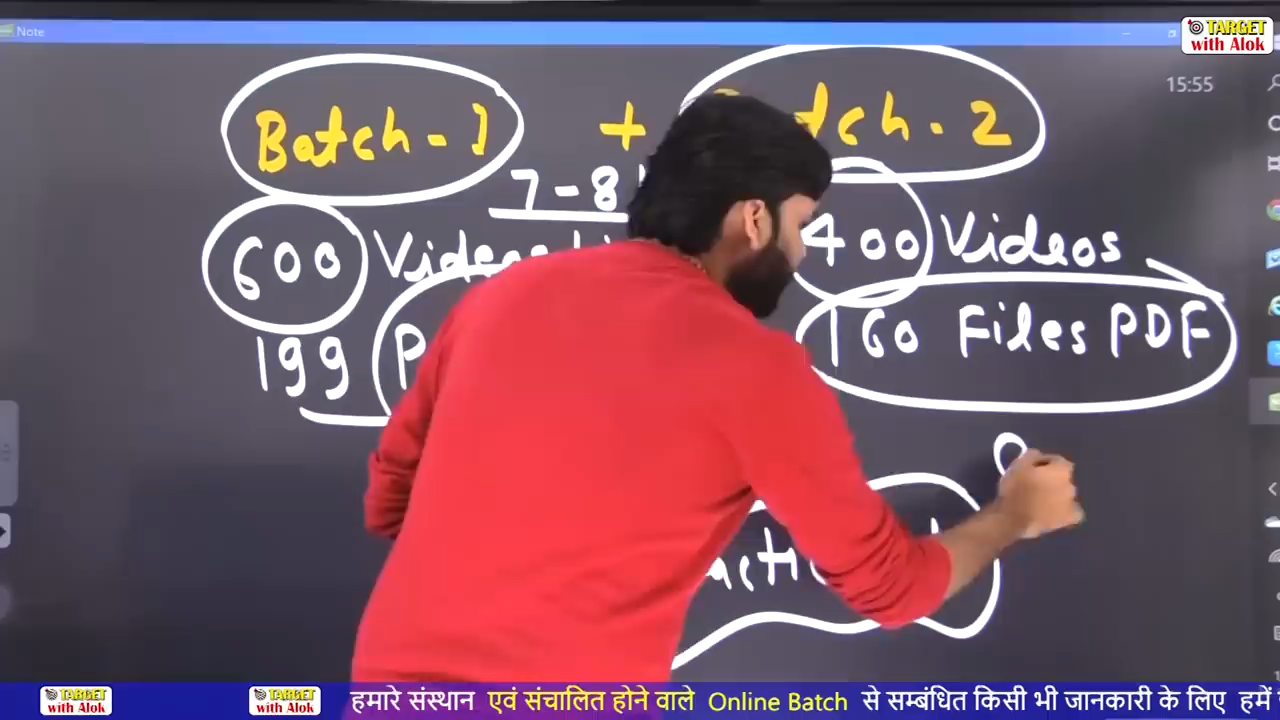 Note
TARGET
with Alok
15:55
Batch - 1 + Batch - 2
7 - 8
600 Videos 400 Videos
199 160 Files PDF
TARGET
with Alok
TARGET
with Alok
हमारे संस्थान एवं संचालित होने वाले Online Batch से सम्बंधित किसी भी जानकारी के लिए हमें